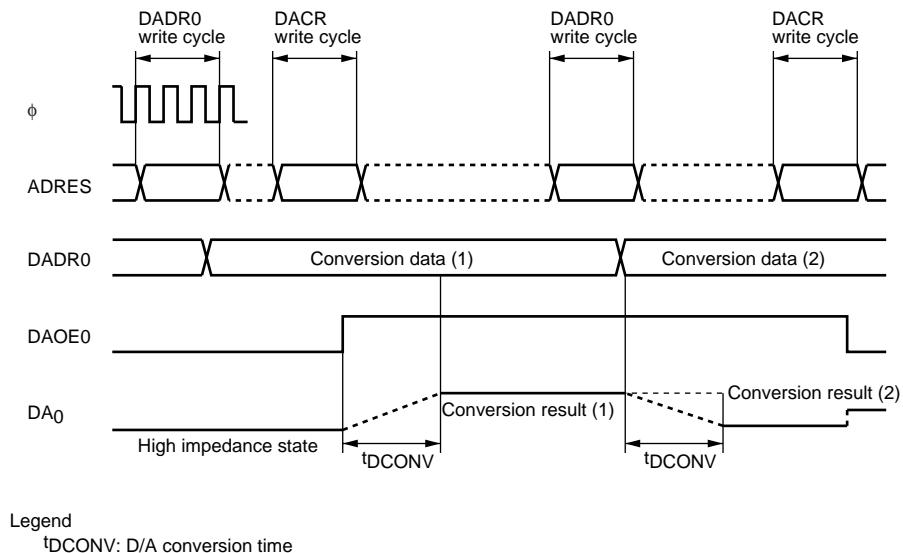 DADR0
write cycle
DACR
write cycle
DADR0
write cycle
DACR
write cycle
φ
ADRES
DADR0
Conversion data (1)
Conversion data (2)
DAOE0
DA0
Conversion result (1)
Conversion result (2)
High impedance state
tDCONV
tDCONV
Legend
tDCONV: D/A conversion time